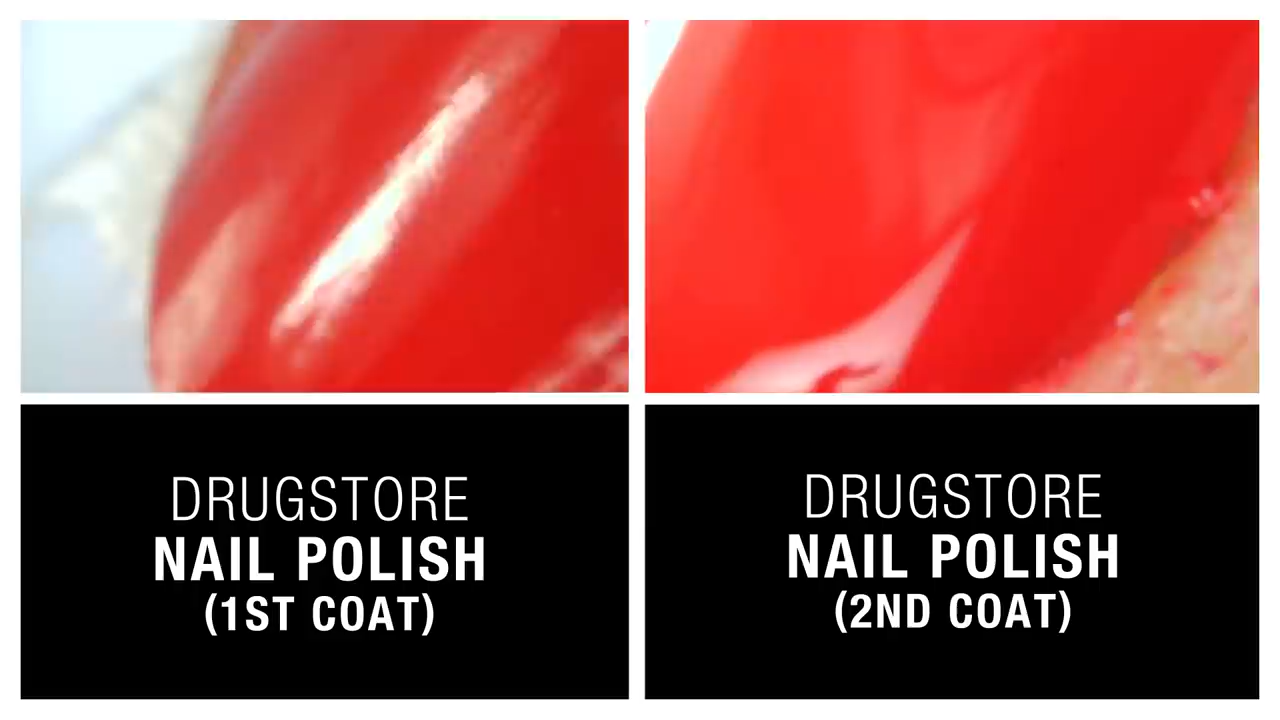 DRUGSTORE
NAIL POLISH
(1ST COAT)
DRUGSTORE
NAIL POLISH
(2ND COAT)